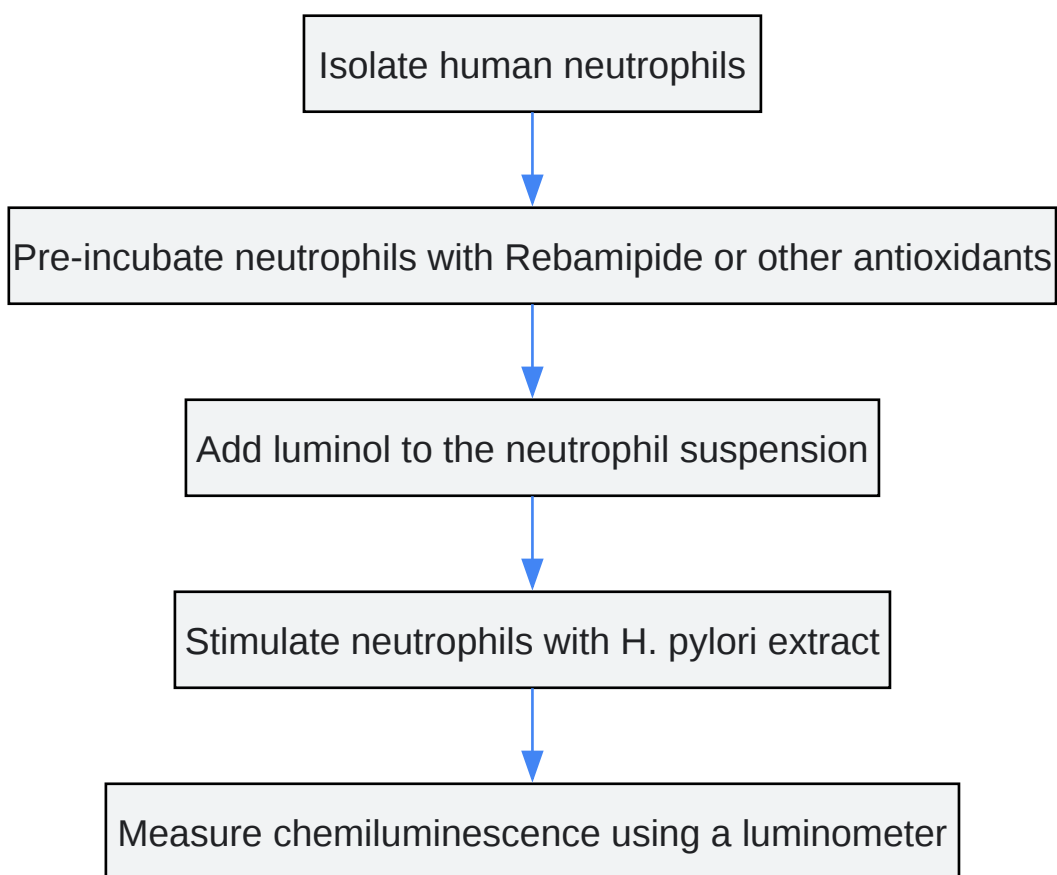 Isolate human neutrophils
Pre-incubate neutrophils with Rebamipide or other antioxidants
Add luminol to the neutrophil suspension
Stimulate neutrophils with H. pylori extract
Measure chemiluminescence using a luminometer